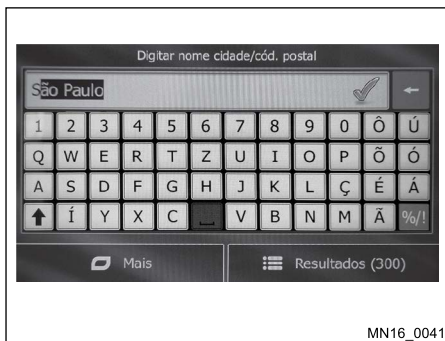 Digitar nome cidade/cód. postal
São Paulo
1 2 3 4 5 6 7 8 9 0 Ô Ú
Q W E R T Z U I O P Õ Ó
A S D F G H J K L Ç É Á
Í Y X C V B N M Ã %/!
Mais Resultados (300)
MN16_0041